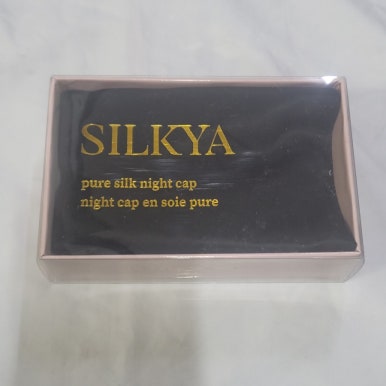 SILKYA
pure silk night cap
night cap en soie pure